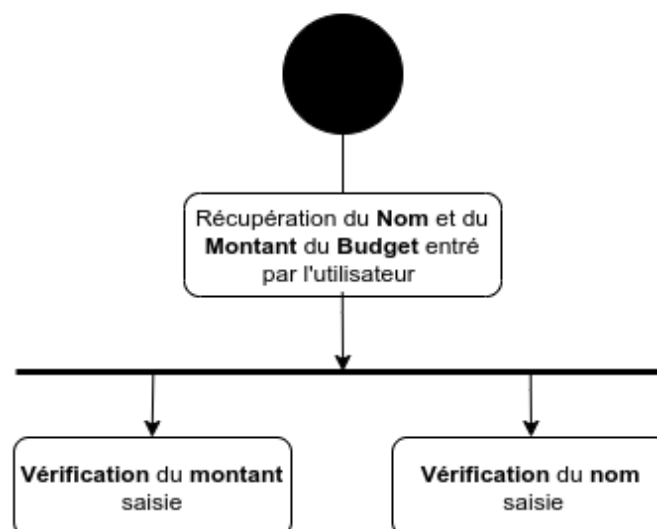 Récupération du Nom et du
Montant du Budget entré
par l'utilisateur
Vérification du montant
saisie
Vérification du nom
saisie